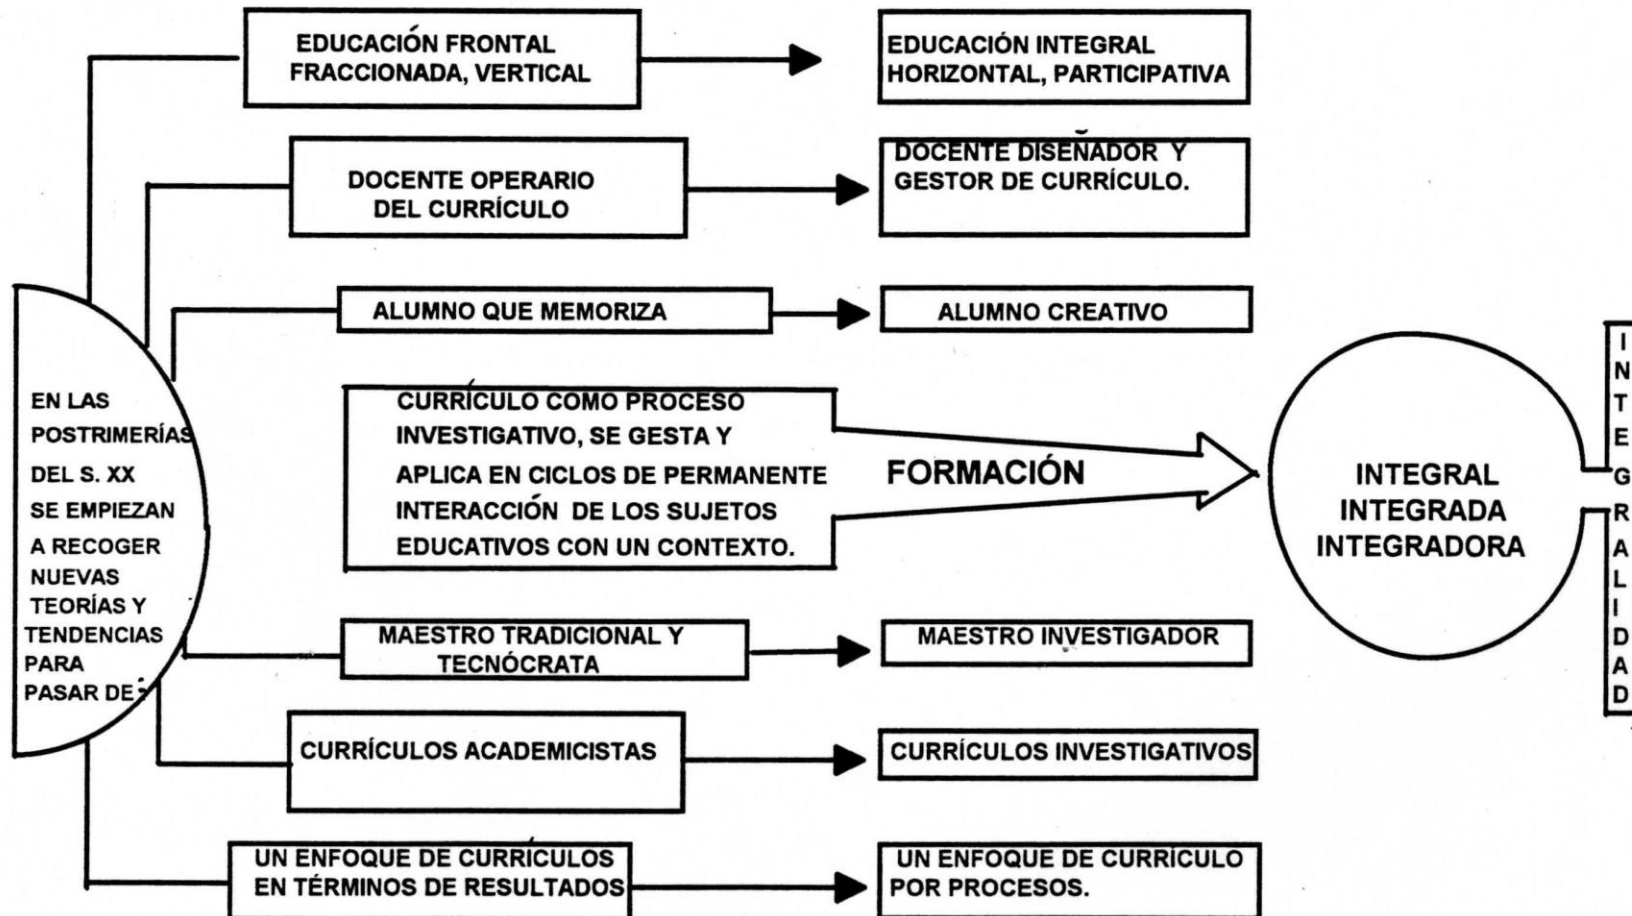 EDUCACIÓN FRONTAL
FRACCIONADA, VERTICAL
EDUCACIÓN INTEGRAL
HORIZONTAL, PARTICIPATIVA
DOCENTE OPERARIO
DEL CURRÍCULO
DOCENTE DISEÑADOR Y
GESTOR DE CURRÍCULO.
ALUMNO QUE MEMORIZA
ALUMNO CREATIVO
EN LAS
POSTRIMERÍAS
DEL S. XX
SE EMPIEZAN
A RECOGER
NUEVAS
TEORÍAS Y
TENDENCIAS
PARA
PASAR DE:
CURRÍCULO COMO PROCESO
INVESTIGATIVO, SE GESTA Y
APLICA EN CICLOS DE PERMANENTE
INTERACCIÓN DE LOS SUJETOS
EDUCATIVOS CON UN CONTEXTO.
FORMACIÓN
INTEGRAL
INTEGRADA
INTEGRADORA
INTEGRALIDAD
MAESTRO TRADICIONAL Y
TECNÓCRATA
MAESTRO INVESTIGADOR
CURRÍCULOS ACADEMICISTAS
CURRÍCULOS INVESTIGATIVOS
UN ENFOQUE DE CURRÍCULOS
EN TÉRMINOS DE RESULTADOS
UN ENFOQUE DE CURRÍCULO
POR PROCESOS.